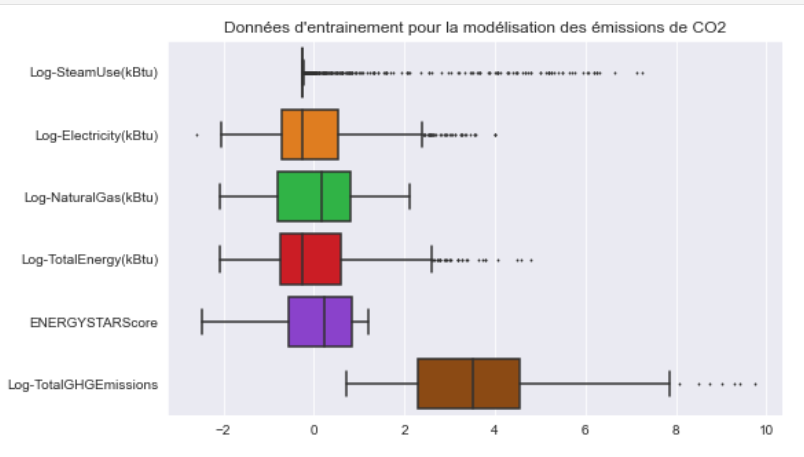 Données d'entrainement pour la modélisation des émissions de CO2
Log-SteamUse(kBtu)
Log-Electricity(kBtu)
Log-NaturalGas(kBtu)
Log-TotalEnergy(kBtu)
ENERGYSTARScore
Log-TotalGHGEmissions
−2 0 2 4 6 8 10